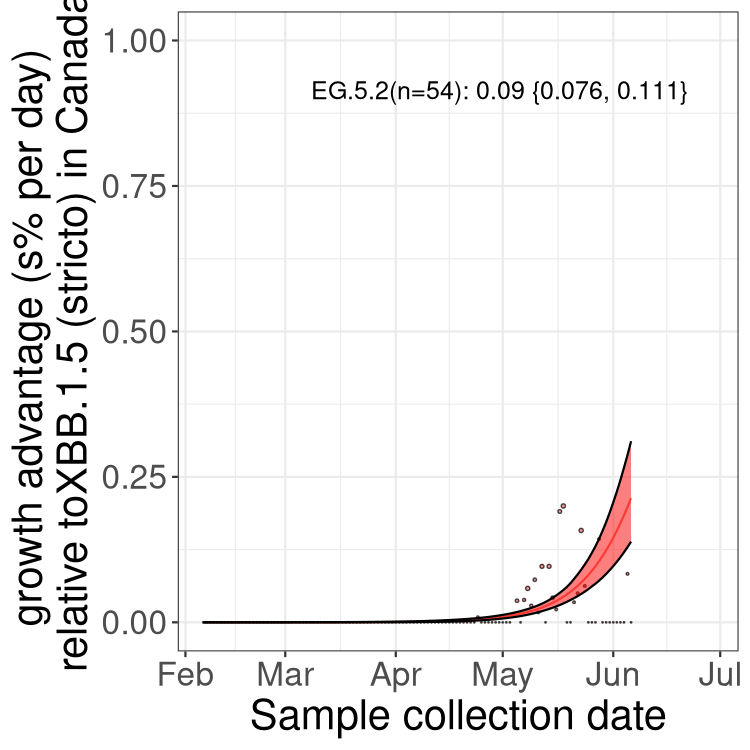 growth advantage (s% per day)
relative toXBB.1.5 (stricto) in Canada
1.00
0.75
0.50
0.25
0.00
EG.5.2(n=54): 0.09 {0.076, 0.111}
Feb Mar Apr May Jun Jul
Sample collection date